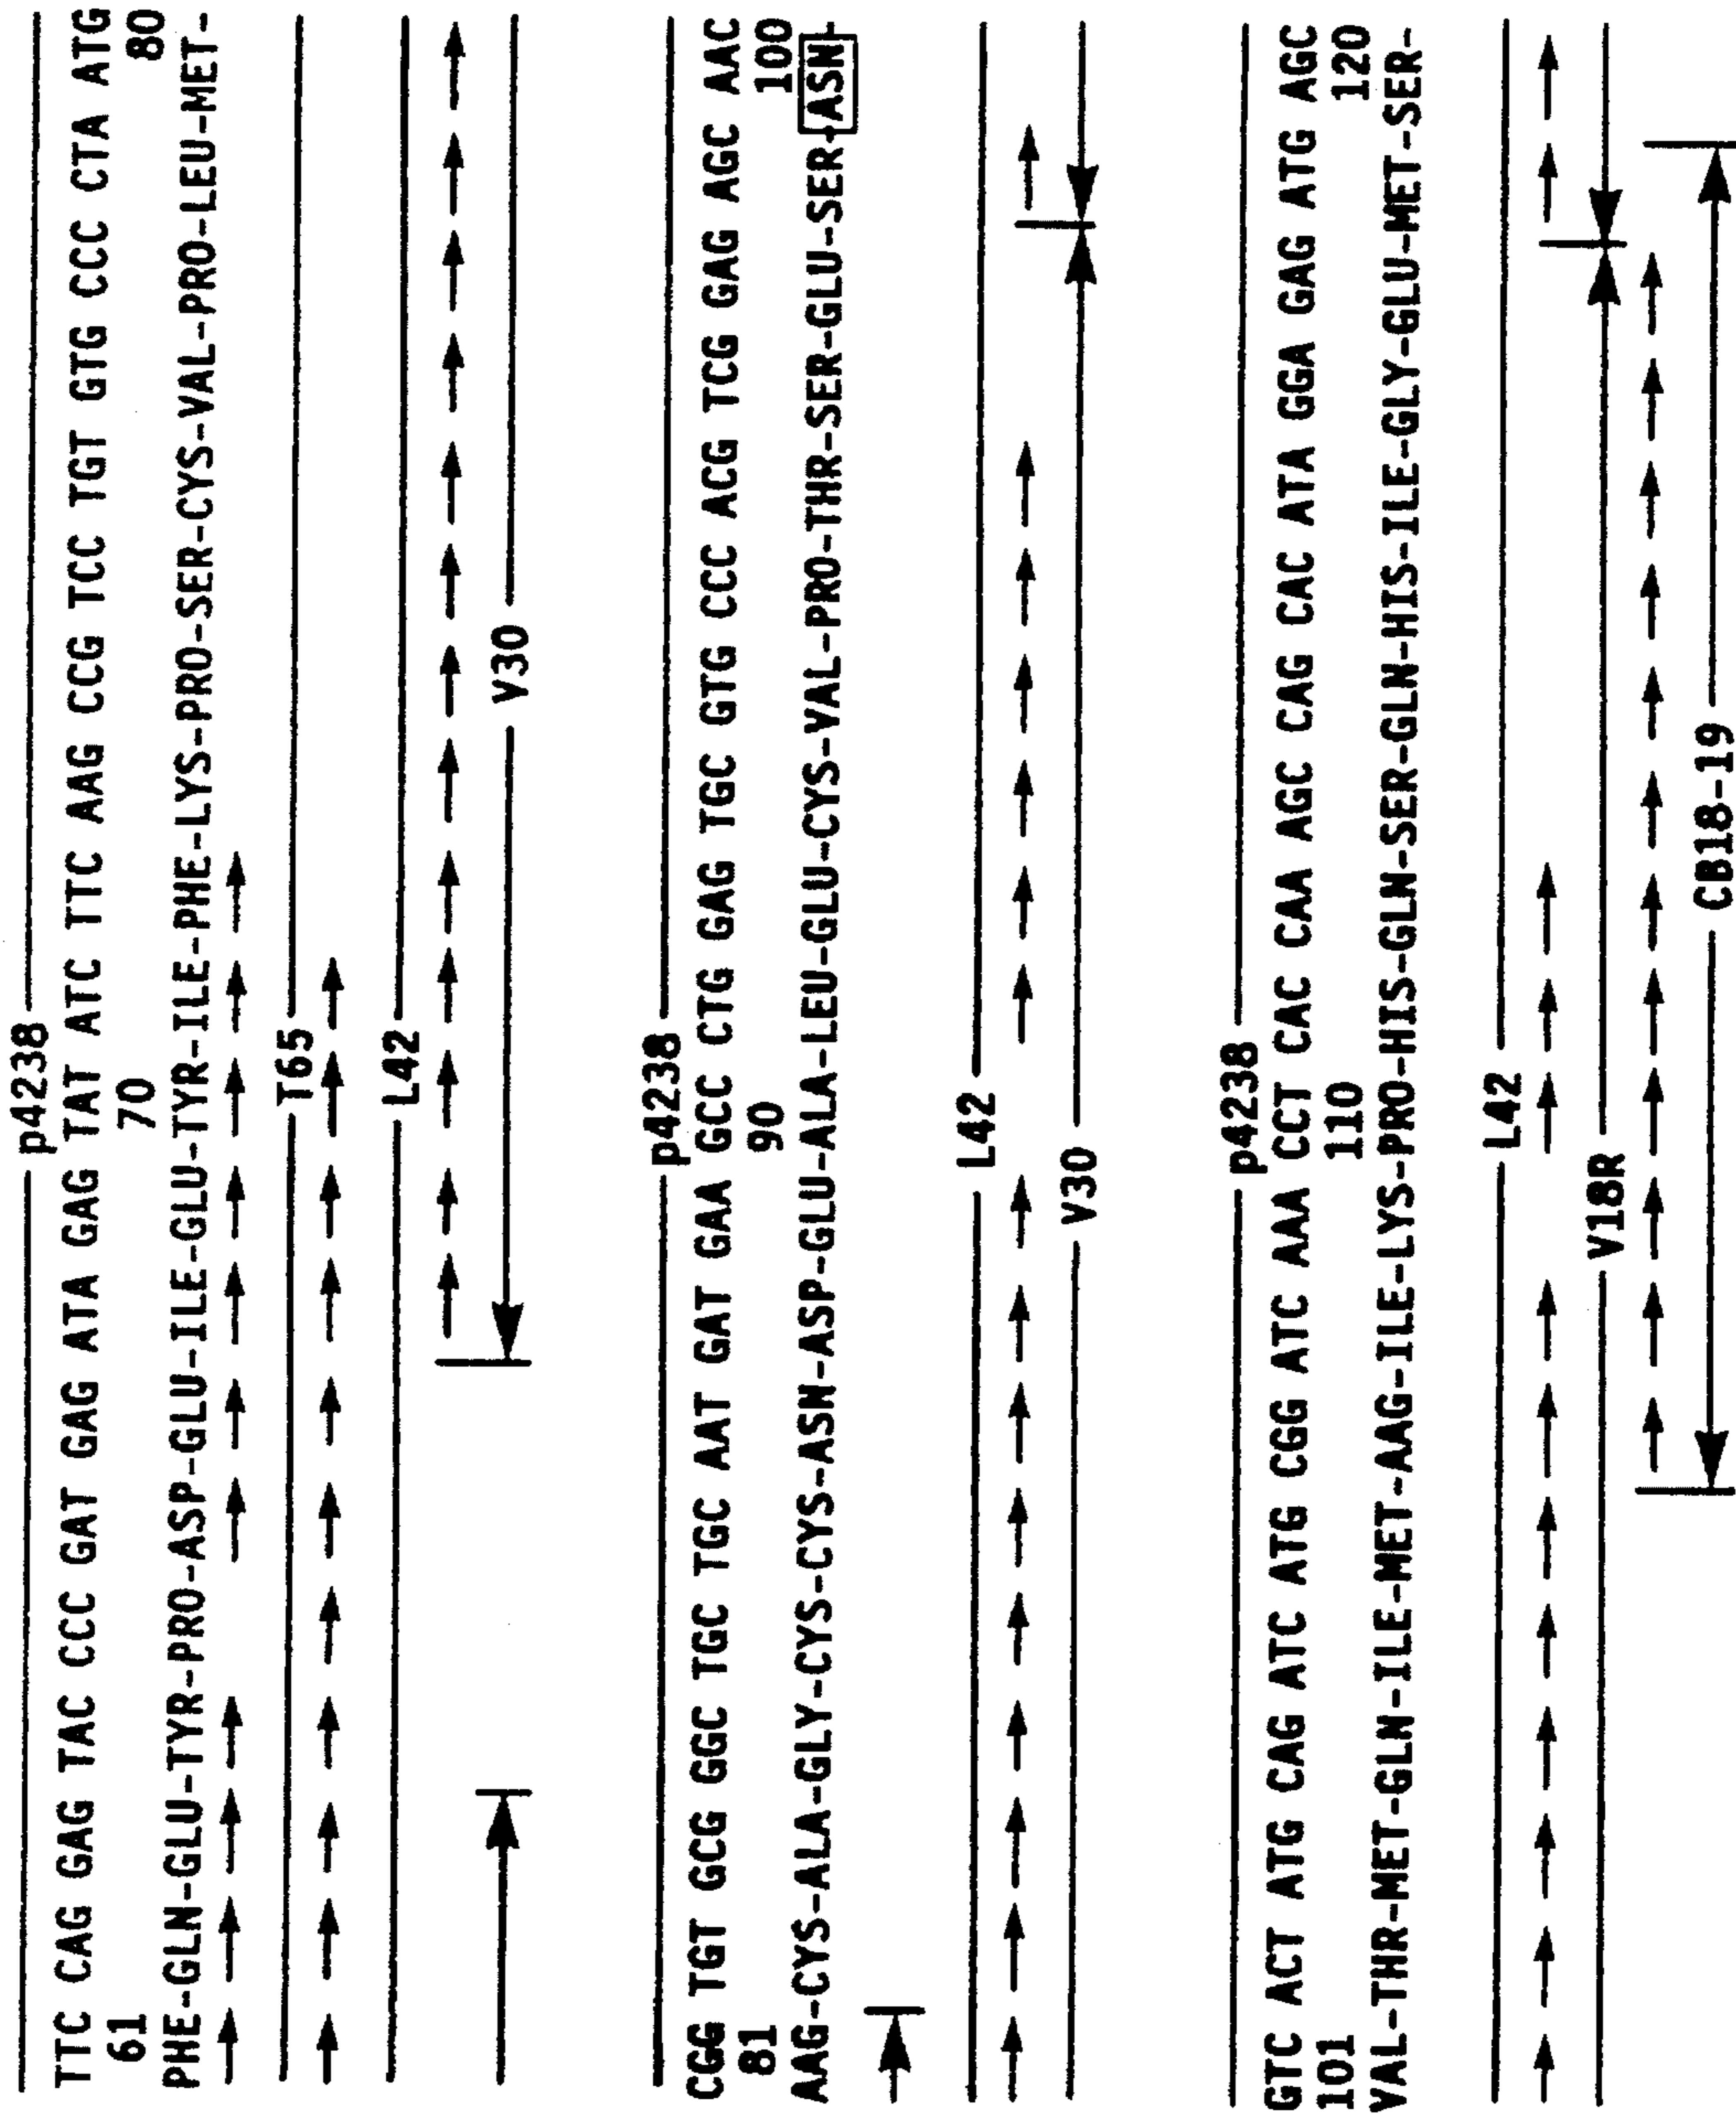 p4238
TTC CAG GAG TAC CCC GAT GAG ATA GAG TAT ATC TTC AAG CCG TCC TGT GTG CCC CTA ATG
61 70 80
PHE-GLN-GLU-TYR-PRO-ASP-GLU-ILE-GLU-TYR-ILE-PHE-LYS-PRO-SER-CYS-VAL-PRO-LEU-MET-
T65
L42
V30
p4238
CGG TGT GCG GGC TGC TGC AAT GAT GAA GCC CTG GAG TGC GTG CCC ACG TCG GAG AGC AAC
81 90 100
AAG-CYS-ALA-GLY-CYS-CYS-ASN-ASP-GLU-ALA-LEU-GLU-CYS-VAL-PRO-THR-SER-GLU-SER-ASN-
L42
V30
p4238
GTC ACT ATG CAG ATC ATG CGG ATC AAA CCT CAC CAA AGC CAG CAC ATA GGA GAG ATG AGC
101 110 120
VAL-THR-MET-GLN-ILE-MET-AAG-ILE-LYS-PRO-HIS-GLN-SER-GLN-HIS-ILE-GLY-GLU-MET-SER-
L42
V18R
CB18-19